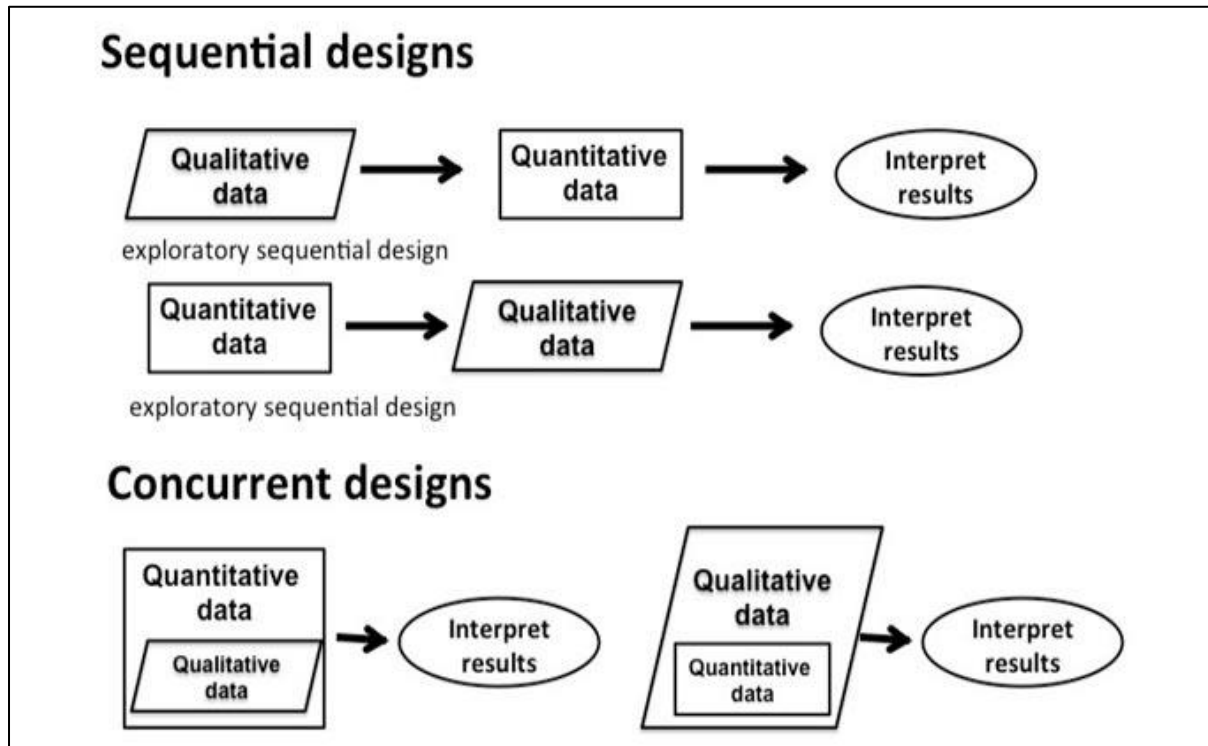 Sequential designs
Qualitative
data
Quantitative
data
Interpret
results
exploratory sequential design
Quantitative
data
Qualitative
data
Interpret
results
exploratory sequential design
Concurrent designs
Quantitative
data
Qualitative
data
Interpret
results
Qualitative
data
Quantitative
data
Interpret
results